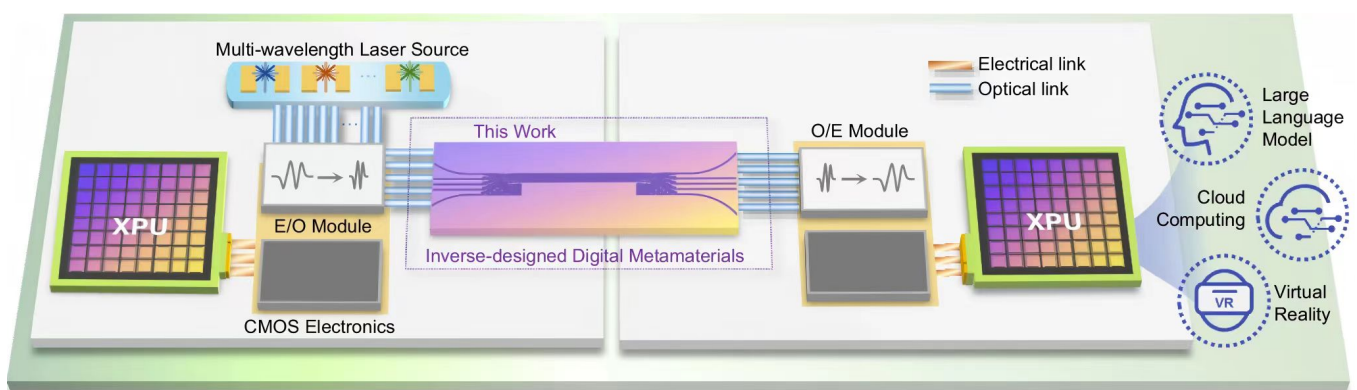 Multi-wavelength Laser Source
Electrical link
Optical link
This Work
O/E Module
Large
Language
Model
XPU
E/O Module
Inverse-designed Digital Metamaterials
XPU
Cloud
Computing
CMOS Electronics
VR
Virtual
Reality